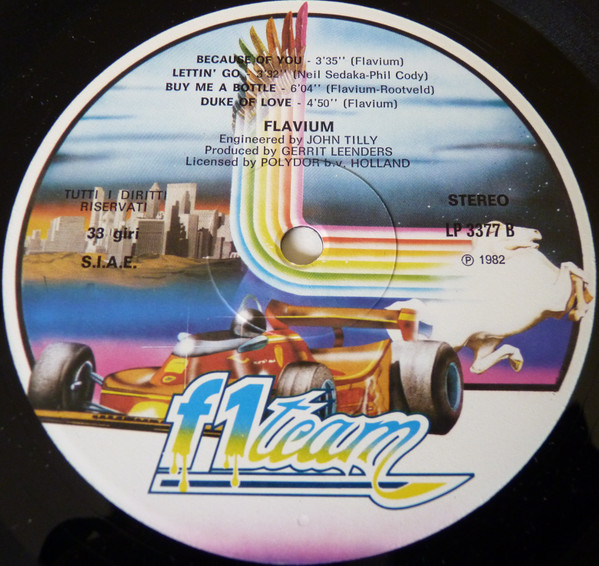 BECAUSE OF YOU - 3'35'' (Flavium)
LETTIN' GO - 3'32'' (Neil Sedaka-Phil Cody)
BUY ME A BOTTLE - 6'04'' (Flavium-Rootveld)
DUKE OF LOVE - 4'50'' (Flavium)
FLAVIUM
Engineered by JOHN TILLY
Produced by GERRIT LEENDERS
Licensed by POLYDOR b.v. HOLLAND
TUTTI I DIRITTI
RISERVATI
33 giri
S.I.A.E.
STEREO
LP 3377 B
℗ 1982
f1 team